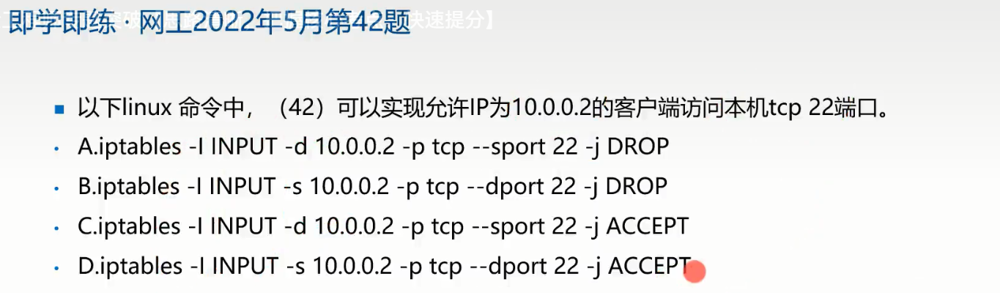 即学即练 网工2022年5月第42题
快速提分】
以下linux 命令中，（42）可以实现允许IP为10.0.0.2的客户端访问本机tcp 22端口。
A.iptables -I INPUT -d 10.0.0.2 -p tcp --sport 22 -j DROP
B.iptables -I INPUT -s 10.0.0.2 -p tcp --dport 22 -j DROP
C.iptables -I INPUT -d 10.0.0.2 -p tcp --sport 22 -j ACCEPT
D.iptables -I INPUT -s 10.0.0.2 -p tcp --dport 22 -j ACCEPT